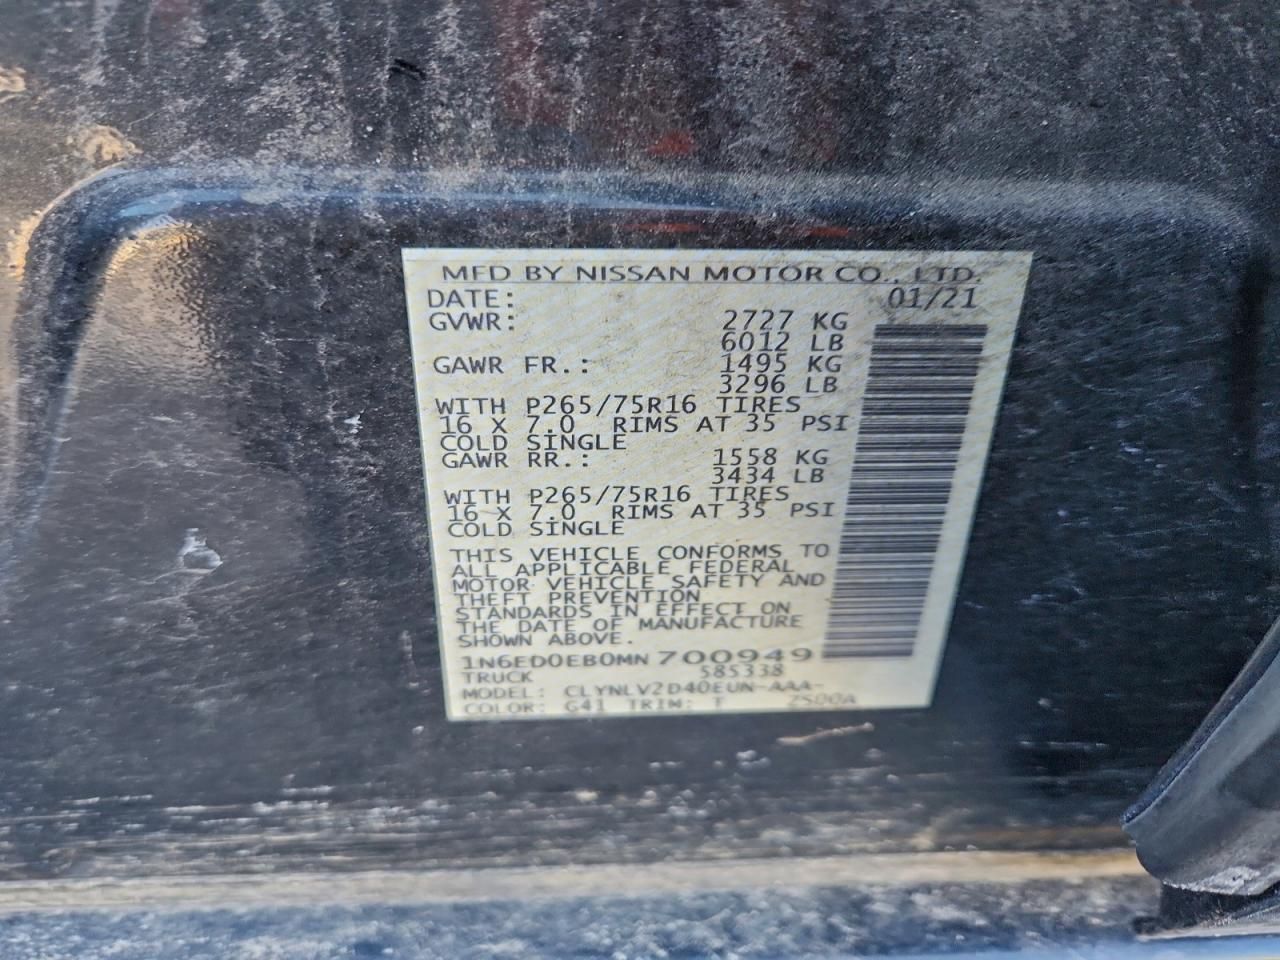 MFD BY NISSAN MOTOR CO., LTD.
DATE: 01/21
GVWR: 2727 KG
6012 LB
GAWR FR.: 1495 KG
3296 LB
WITH P265/75R16 TIRES
16 X 7.0 RIMS AT 35 PSI
COLD SINGLE
GAWR RR.: 1558 KG
3434 LB
WITH P265/75R16 TIRES
16 X 7.0 RIMS AT 35 PSI
COLD SINGLE
THIS VEHICLE CONFORMS TO
ALL APPLICABLE FEDERAL
MOTOR VEHICLE SAFETY AND
THEFT PREVENTION
STANDARDS IN EFFECT ON
THE DATE OF MANUFACTURE
SHOWN ABOVE.
1N6ED0EB0MN 700949
TRUCK 585338
MODEL: CLYNLV2D40EUN-AAA-
COLOR: G41 TRIM: T ZS00A